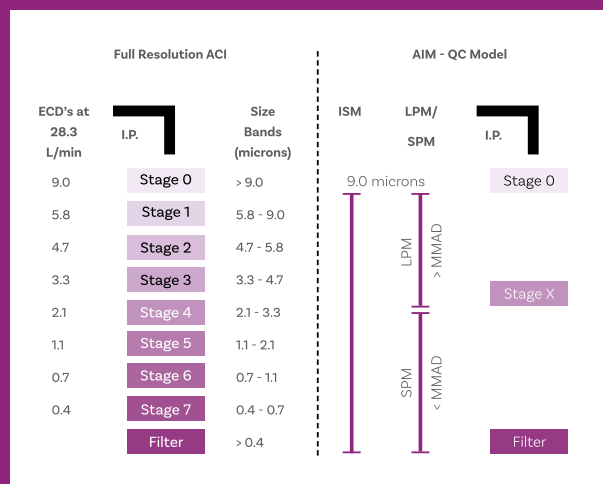 Full Resolution ACI
AIM - QC Model
ECD's at
28.3
L/min
I.P.
Size
Bands
(microns)
ISM
LPM/
SPM
I.P.
9.0
Stage 0
> 9.0
9.0 microns
Stage 0
5.8
Stage 1
5.8 - 9.0
4.7
Stage 2
4.7 - 5.8
LPM
> MMAD
3.3
Stage 3
3.3 - 4.7
Stage X
2.1
Stage 4
2.1 - 3.3
1.1
Stage 5
1.1 - 2.1
0.7
Stage 6
0.7 - 1.1
SPM
< MMAD
0.4
Stage 7
0.4 - 0.7
Filter
> 0.4
Filter